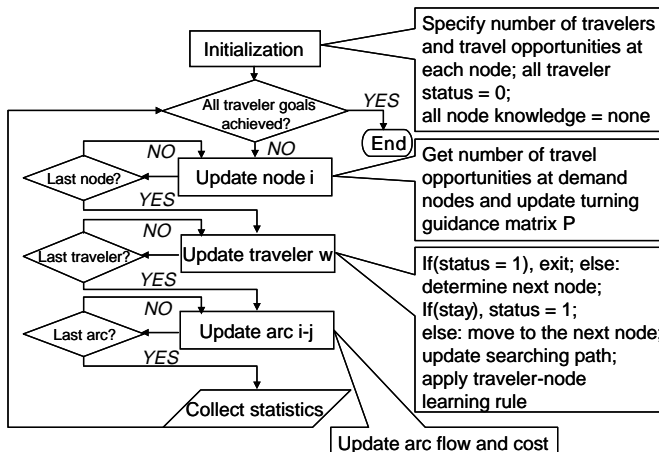 Initialization
Specify number of travelers
and travel opportunities at
each node; all traveler
status = 0;
all node knowledge = none
All traveler goals
achieved?
YES
End
NO
NO
Last node?
Update node i
YES
Get number of travel
opportunities at demand
nodes and update turning
guidance matrix P
NO
Last traveler?
Update traveler w
YES
If(status = 1), exit; else:
determine next node;
If(stay), status = 1;
else: move to the next node;
update searching path;
apply traveler-node
learning rule
NO
Last arc?
Update arc i-j
YES
Collect statistics
Update arc flow and cost